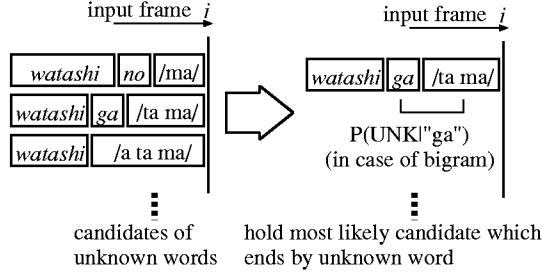 input frame i
watashi no /ma/
watashi ga /ta ma/
watashi /a ta ma/
candidates of
unknown words
input frame i
watashi ga /ta ma/
P(UNK|"ga")
(in case of bigram)
hold most likely candidate which
ends by unknown word